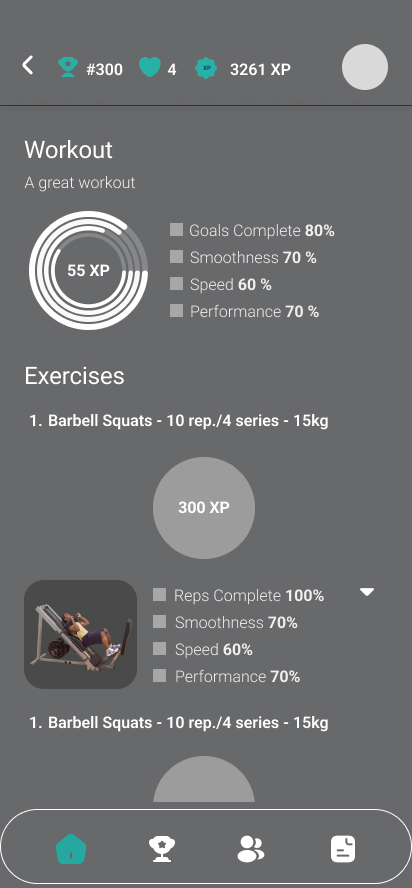 #300 4 XP 3261 XP
Workout
A great workout
55 XP
Goals Complete 80%
Smoothness 70 %
Speed 60 %
Performance 70 %
Exercises
1. Barbell Squats - 10 rep./4 series - 15kg
300 XP
Reps Complete 100%
Smoothness 70%
Speed 60%
Performance 70%
1. Barbell Squats - 10 rep./4 series - 15kg